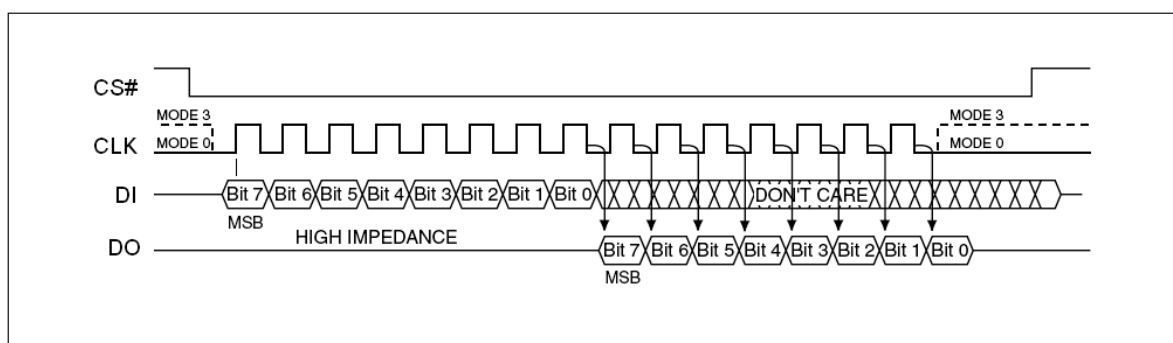 CS#
MODE 3 MODE 3
CLK MODE 0 MODE 0
DI Bit 7 Bit 6 Bit 5 Bit 4 Bit 3 Bit 2 Bit 1 Bit 0 DON'T CARE
MSB
HIGH IMPEDANCE
DO Bit 7 Bit 6 Bit 5 Bit 4 Bit 3 Bit 2 Bit 1 Bit 0
MSB